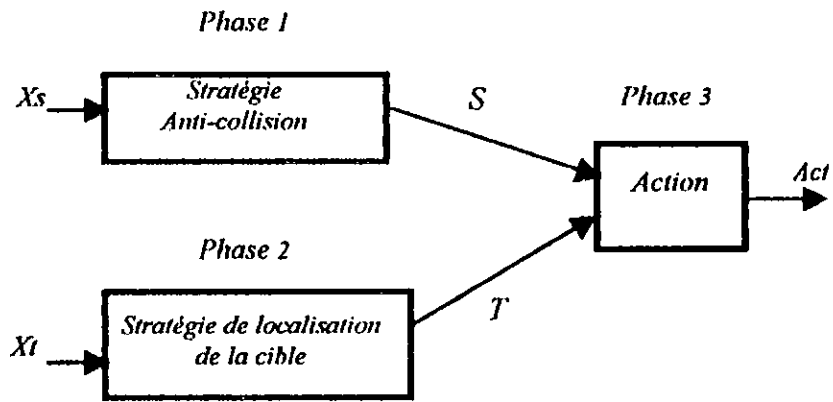 Phase 1
Xs
Stratégie
Anti-collision
S
Phase 3
Action
Act
Phase 2
Xt
Stratégie de localisation
de la cible
T